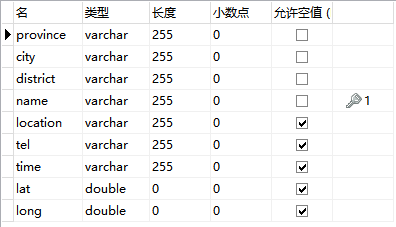 名 类型 长度 小数点 允许空值 (
province varchar 255 0
city varchar 255 0
district varchar 255 0
name varchar 255 0 1
location varchar 255 0
tel varchar 255 0
time varchar 255 0
lat double 0 0
long double 0 0